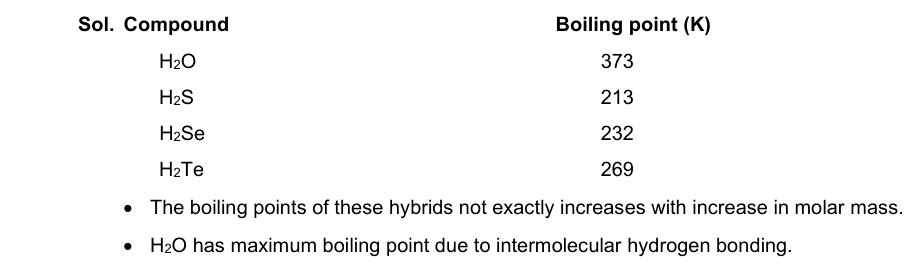 Sol. Compound Boiling point (K)
H₂O 373
H₂S 213
H₂Se 232
H₂Te 269
• The boiling points of these hybrids not exactly increases with increase in molar mass.
• H₂O has maximum boiling point due to intermolecular hydrogen bonding.